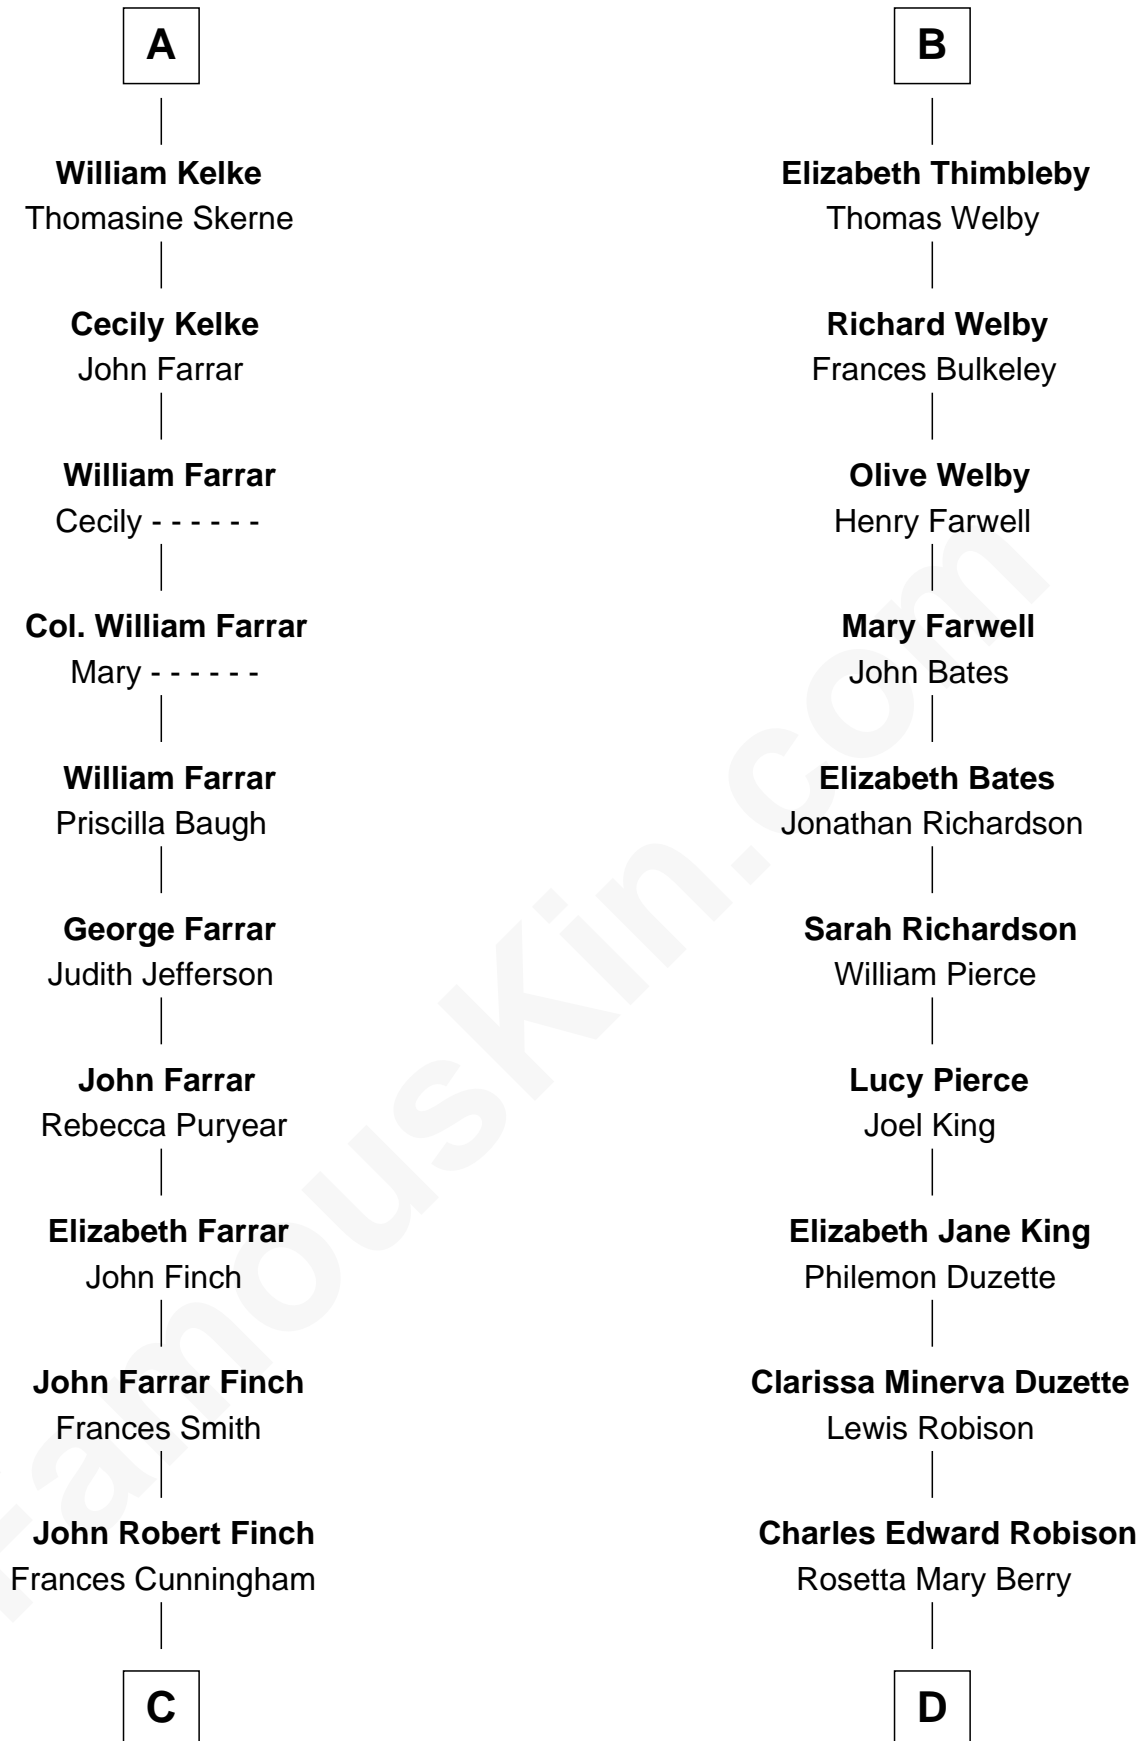 A
William Kelke
Thomasine Skerne
Cecily Kelke
John Farrar
William Farrar
Cecily - - - - - -
Col. William Farrar
Mary - - - - - -
William Farrar
Priscilla Baugh
George Farrar
Judith Jefferson
John Farrar
Rebecca Puryear
Elizabeth Farrar
John Finch
John Farrar Finch
Frances Smith
John Robert Finch
Frances Cunningham
C
B
Elizabeth Thimbleby
Thomas Welby
Richard Welby
Frances Bulkeley
Olive Welby
Henry Farwell
Mary Farwell
John Bates
Elizabeth Bates
Jonathan Richardson
Sarah Richardson
William Pierce
Lucy Pierce
Joel King
Elizabeth Jane King
Philemon Duzette
Clarissa Minerva Duzette
Lewis Robison
Charles Edward Robison
Rosetta Mary Berry
D
FamousKin.com